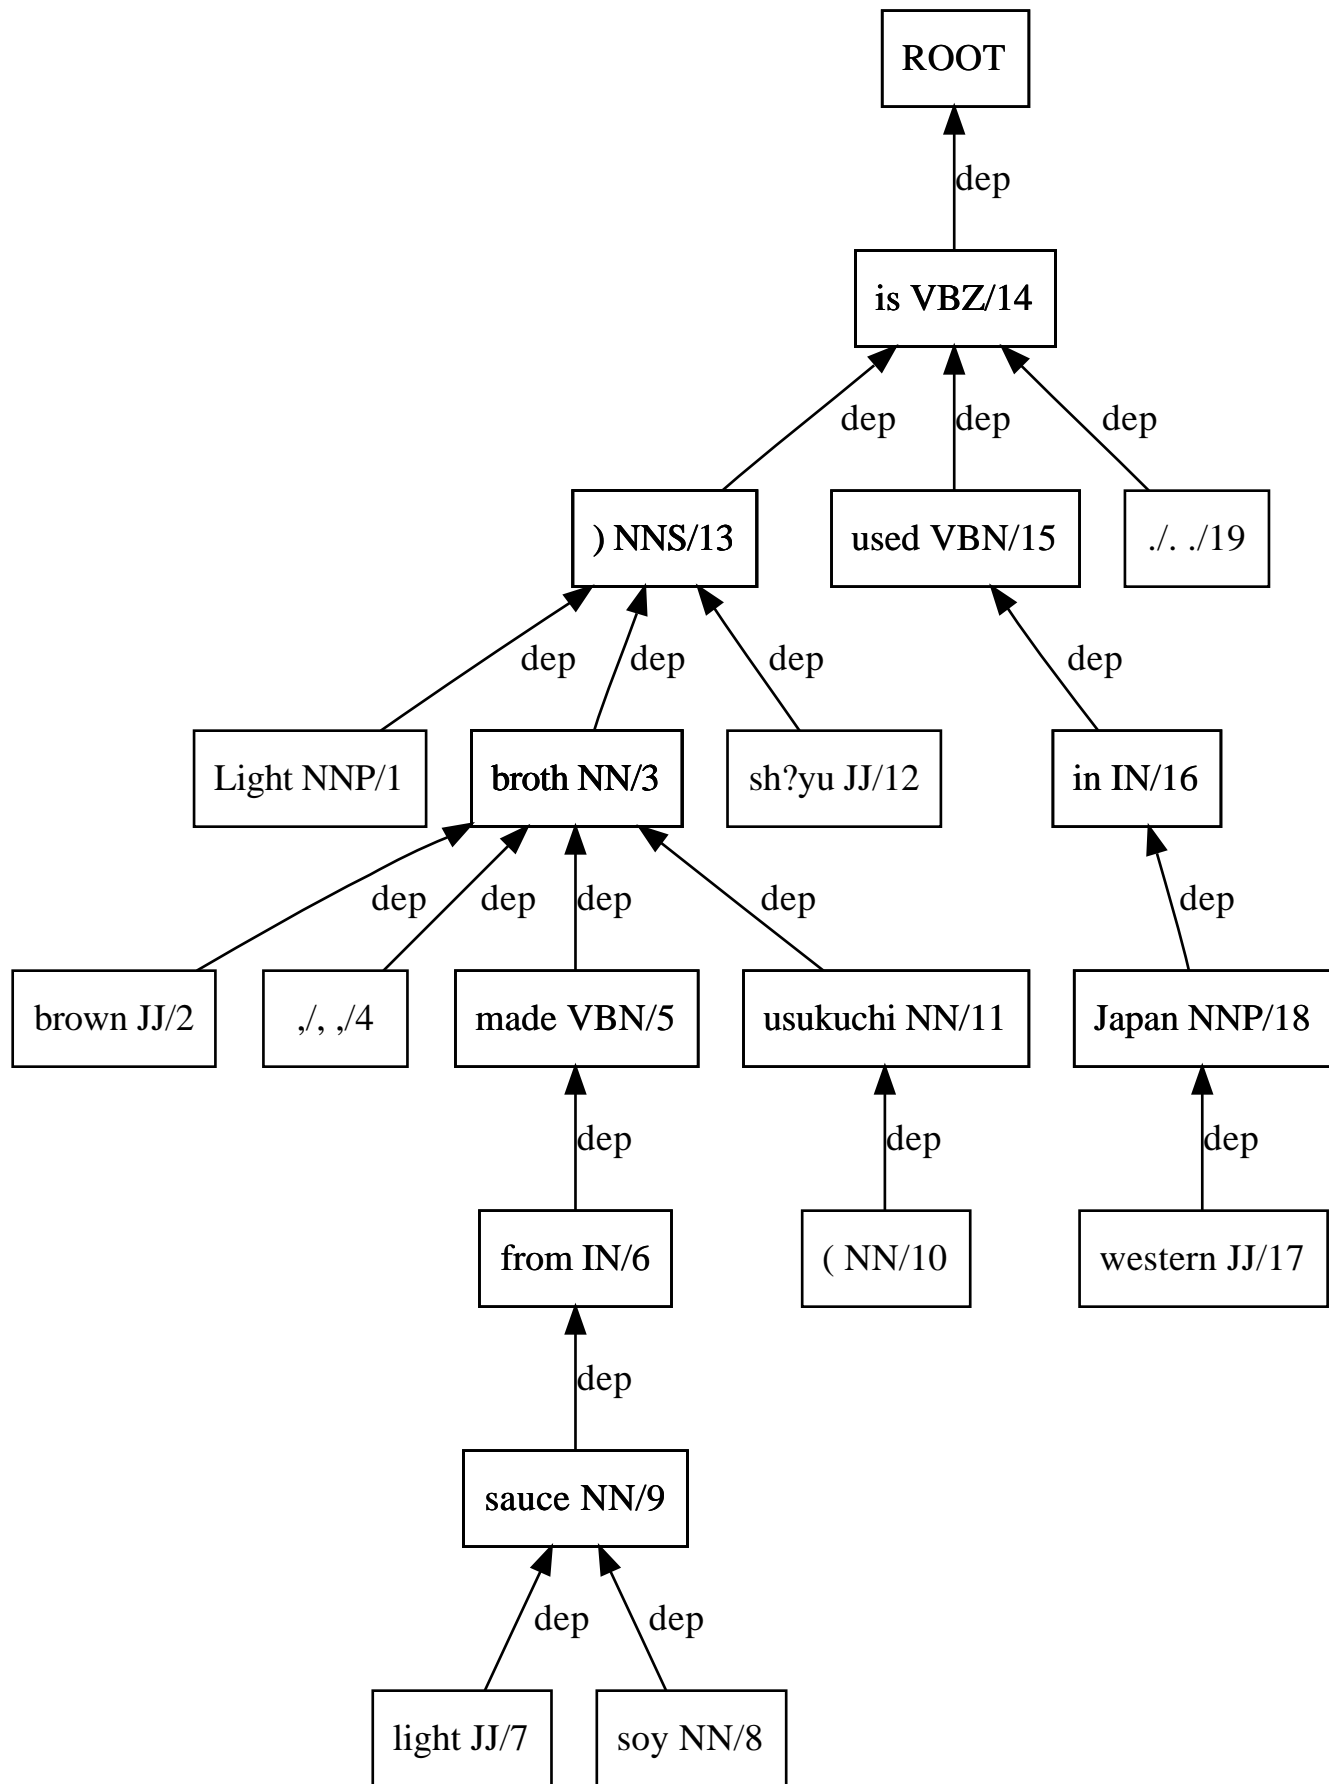 ROOT
dep
is VBZ/14
dep dep dep
) NNS/13 used VBN/15 ./. ./19
dep dep dep dep
Light NNP/1 broth NN/3 sh?yu JJ/12 in IN/16
dep dep dep dep dep
brown JJ/2 ,/, ,/4 made VBN/5 usukuchi NN/11 Japan NNP/18
dep dep dep
from IN/6 ( NN/10 western JJ/17
dep
sauce NN/9
dep dep
light JJ/7 soy NN/8